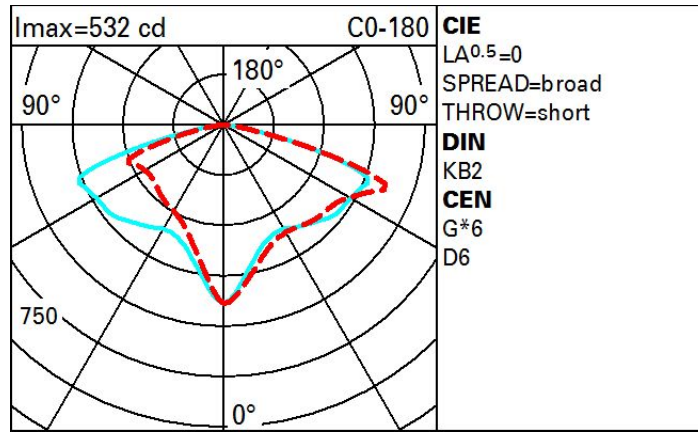 Imax=532 cd C0-180
180°
90° 90°
750
0°
CIE
LA0.5=0
SPREAD=broad
THROW=short
DIN
KB2
CEN
G*6
D6